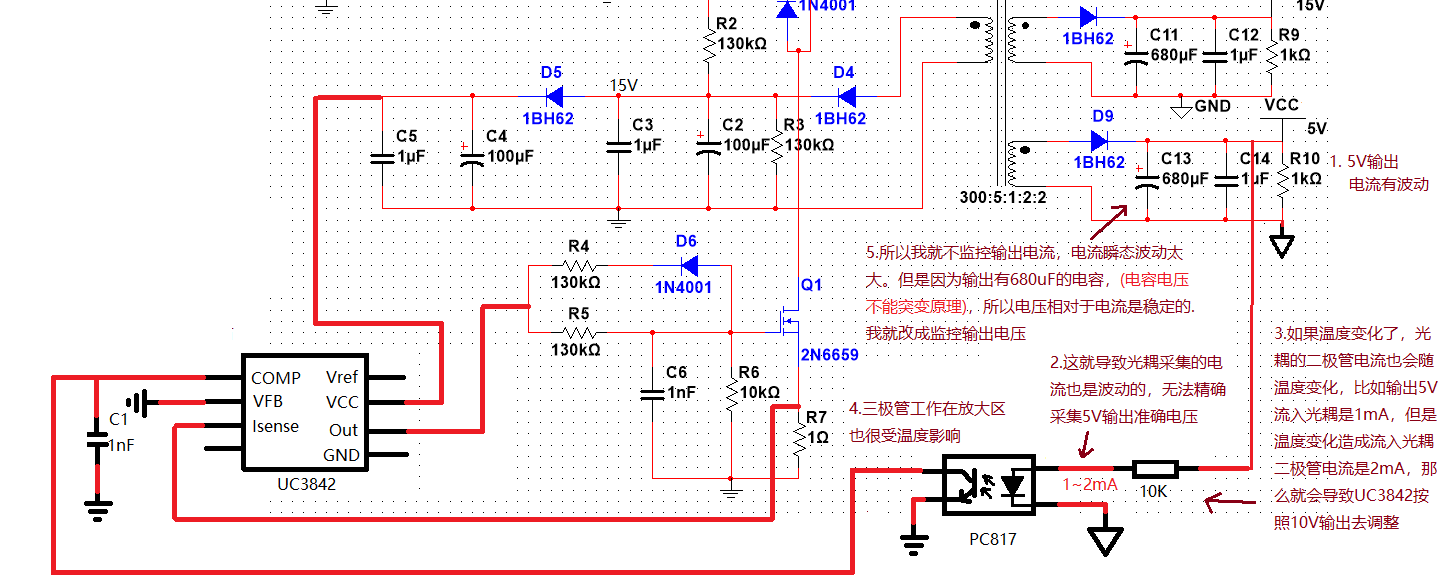 1N4001
15V
R2
130kΩ
1BH62
C11
680µF
C12
1µF
R9
1kΩ
D5
1BH62
15V
D4
1BH62
GND
VCC
5V
D9
1BH62
C5
1µF
C4
100µF
C3
1µF
C2
100µF
R3
130kΩ
C13
680µF
C14
1µF
R10
1kΩ
300:5:1:2:2
1. 5V输出
电流有波动
R4
130kΩ
D6
1N4001
R5
130kΩ
Q1
2N6659
5.所以我就不监控输出电流，电流瞬态波动太
大。但是因为输出有680uF的电容，(电容电压
不能突变原理)，所以电压相对于电流是稳定的.
我就改成监控输出电压
C6
1nF
R6
10kΩ
R7
1Ω
2.这就导致光耦采集的电
流也是波动的，无法精确
采集5V输出准确电压
3.如果温度变化了，光
耦的二极管电流也会随
温度变化，比如输出5V
流入光耦是1mA，但是
温度变化造成流入光耦
二极管电流是2mA，那
么就会导致UC3842按
照10V输出去调整
4.三极管工作在放大区
也很受温度影响
COMP
VFB
Isense
Vref
VCC
Out
GND
UC3842
C1
1nF
1~2mA
10K
PC817